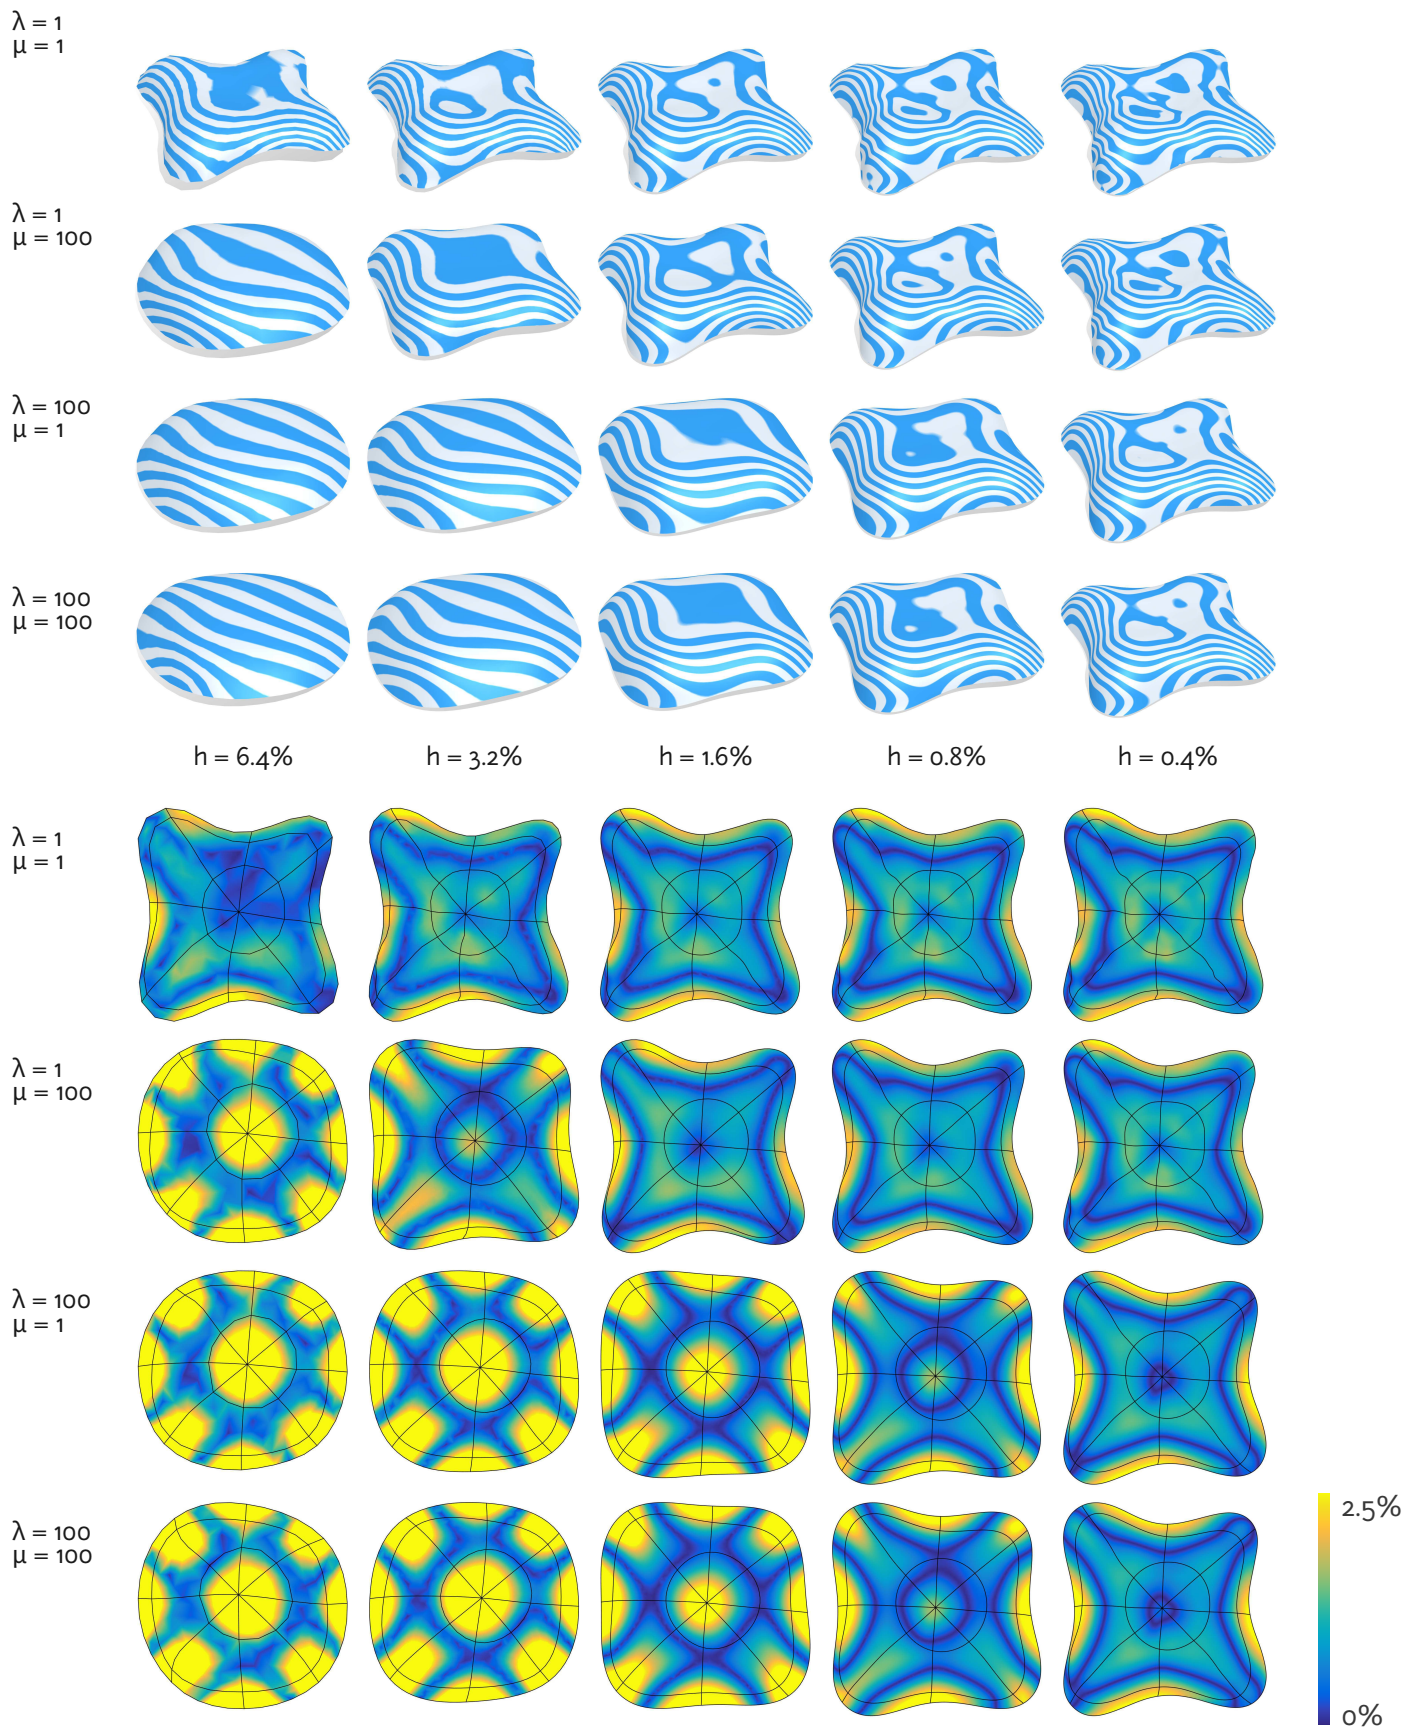 λ = 1
μ = 1
λ = 1
μ = 100
λ = 100
μ = 1
λ = 100
μ = 100
h = 6.4% h = 3.2% h = 1.6% h = 0.8% h = 0.4%
λ = 1
μ = 1
λ = 1
μ = 100
λ = 100
μ = 1
λ = 100
μ = 100
2.5%
0%